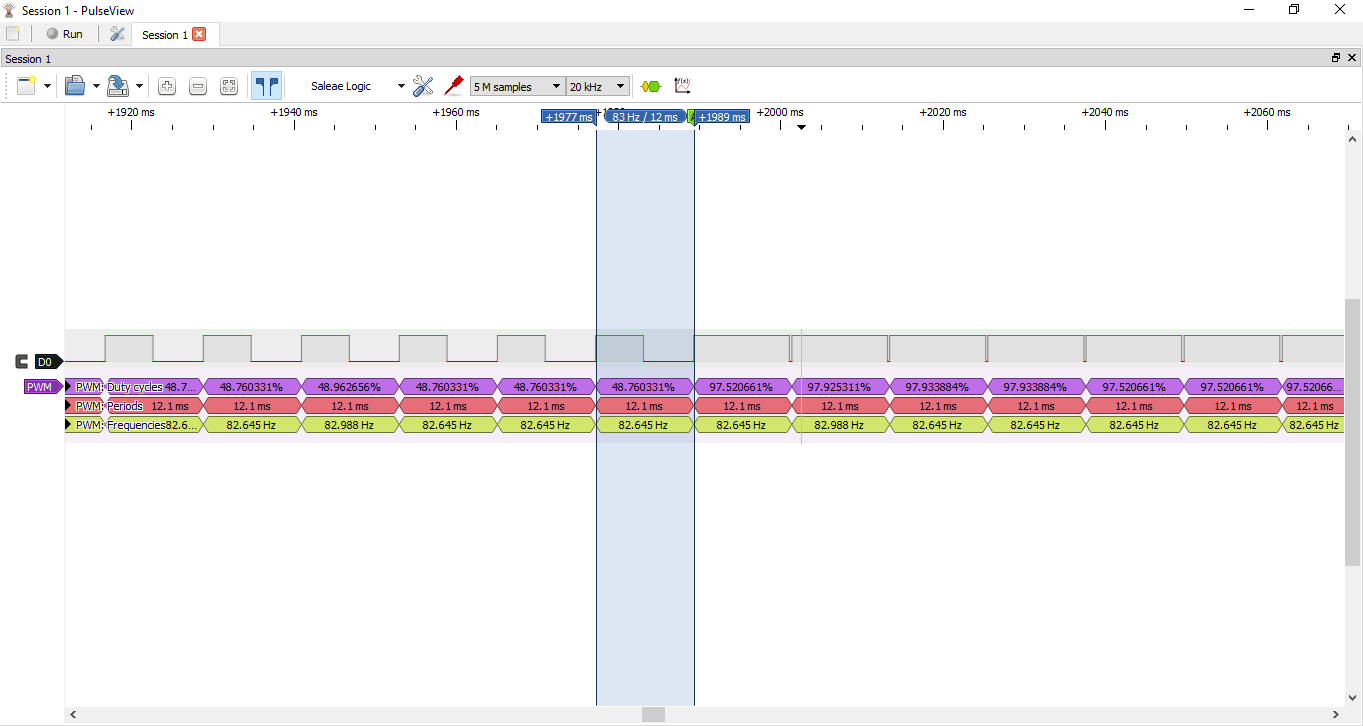 Session 1 - PulseView
Run Session 1
Session 1
Saleae Logic 5 M samples 20 kHz f(x)
+1920 ms +1940 ms +1960 ms +2000 ms +2020 ms +2040 ms +2060 ms
+1977 ms 83 Hz / 12 ms +1989 ms
D0
PWM PWM: Duty cycles 48.7... 48.760331% 48.962656% 48.760331% 48.760331% 48.760331% 97.520661% 97.925311% 97.933884% 97.933884% 97.520661% 97.520661% 97.52066...
PWM: Periods 12.1 ms 12.1 ms 12.1 ms 12.1 ms 12.1 ms 12.1 ms 12.1 ms 12.1 ms 12.1 ms 12.1 ms 12.1 ms 12.1 ms 12.1 ms
PWM: Frequencies 82.6... 82.645 Hz 82.988 Hz 82.645 Hz 82.645 Hz 82.645 Hz 82.645 Hz 82.988 Hz 82.645 Hz 82.645 Hz 82.645 Hz 82.645 Hz 82.645 Hz